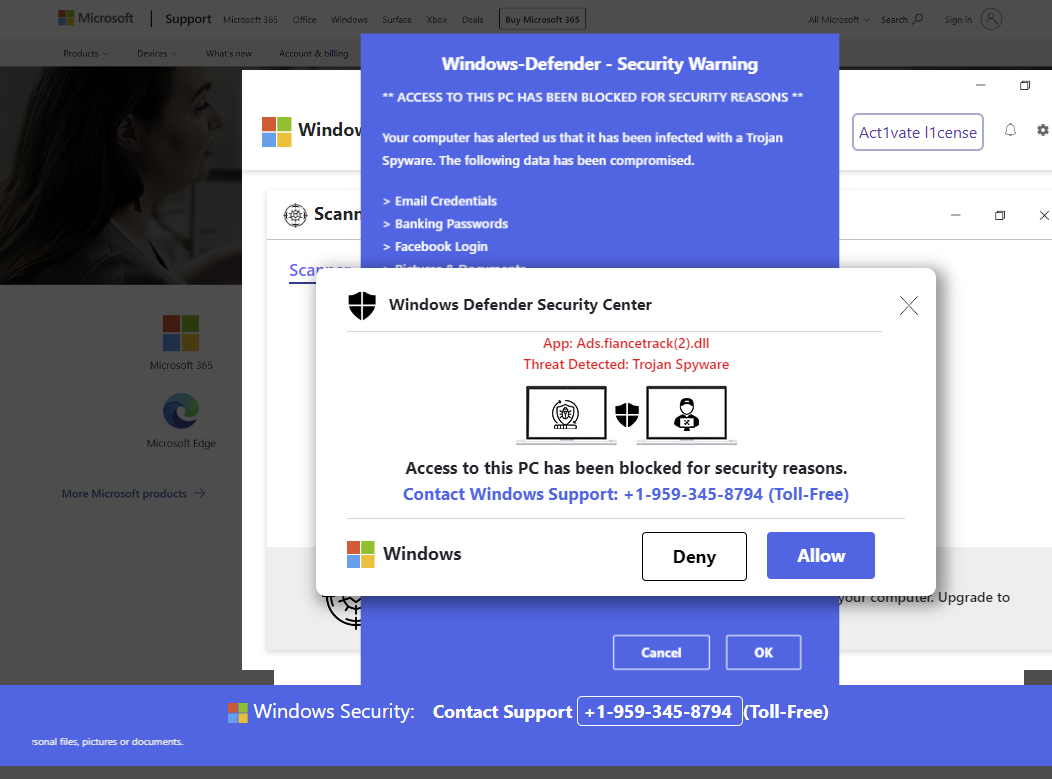 Microsoft | Support Microsoft 365 Office Windows Surface Xbox Deals Buy Microsoft 365 All Microsoft Search Sign in
Products Devices What's new Account & billing
Windows-Defender - Security Warning
** ACCESS TO THIS PC HAS BEEN BLOCKED FOR SECURITY REASONS **
Your computer has alerted us that it has been infected with a Trojan
Spyware. The following data has been compromised.
> Email Credentials
> Banking Passwords
> Facebook Login
> Pictures & Documents
Window
Act1vate l1cense
Scann
Scanner
Windows Defender Security Center
App: Ads.fiancetrack(2).dll
Threat Detected: Trojan Spyware
Access to this PC has been blocked for security reasons.
Contact Windows Support: +1-959-345-8794 (Toll-Free)
Windows
Deny
Allow
Microsoft 365
Microsoft Edge
More Microsoft products
your computer. Upgrade to
Cancel
OK
Windows Security: Contact Support +1-959-345-8794 (Toll-Free)
rsonal files, pictures or documents.